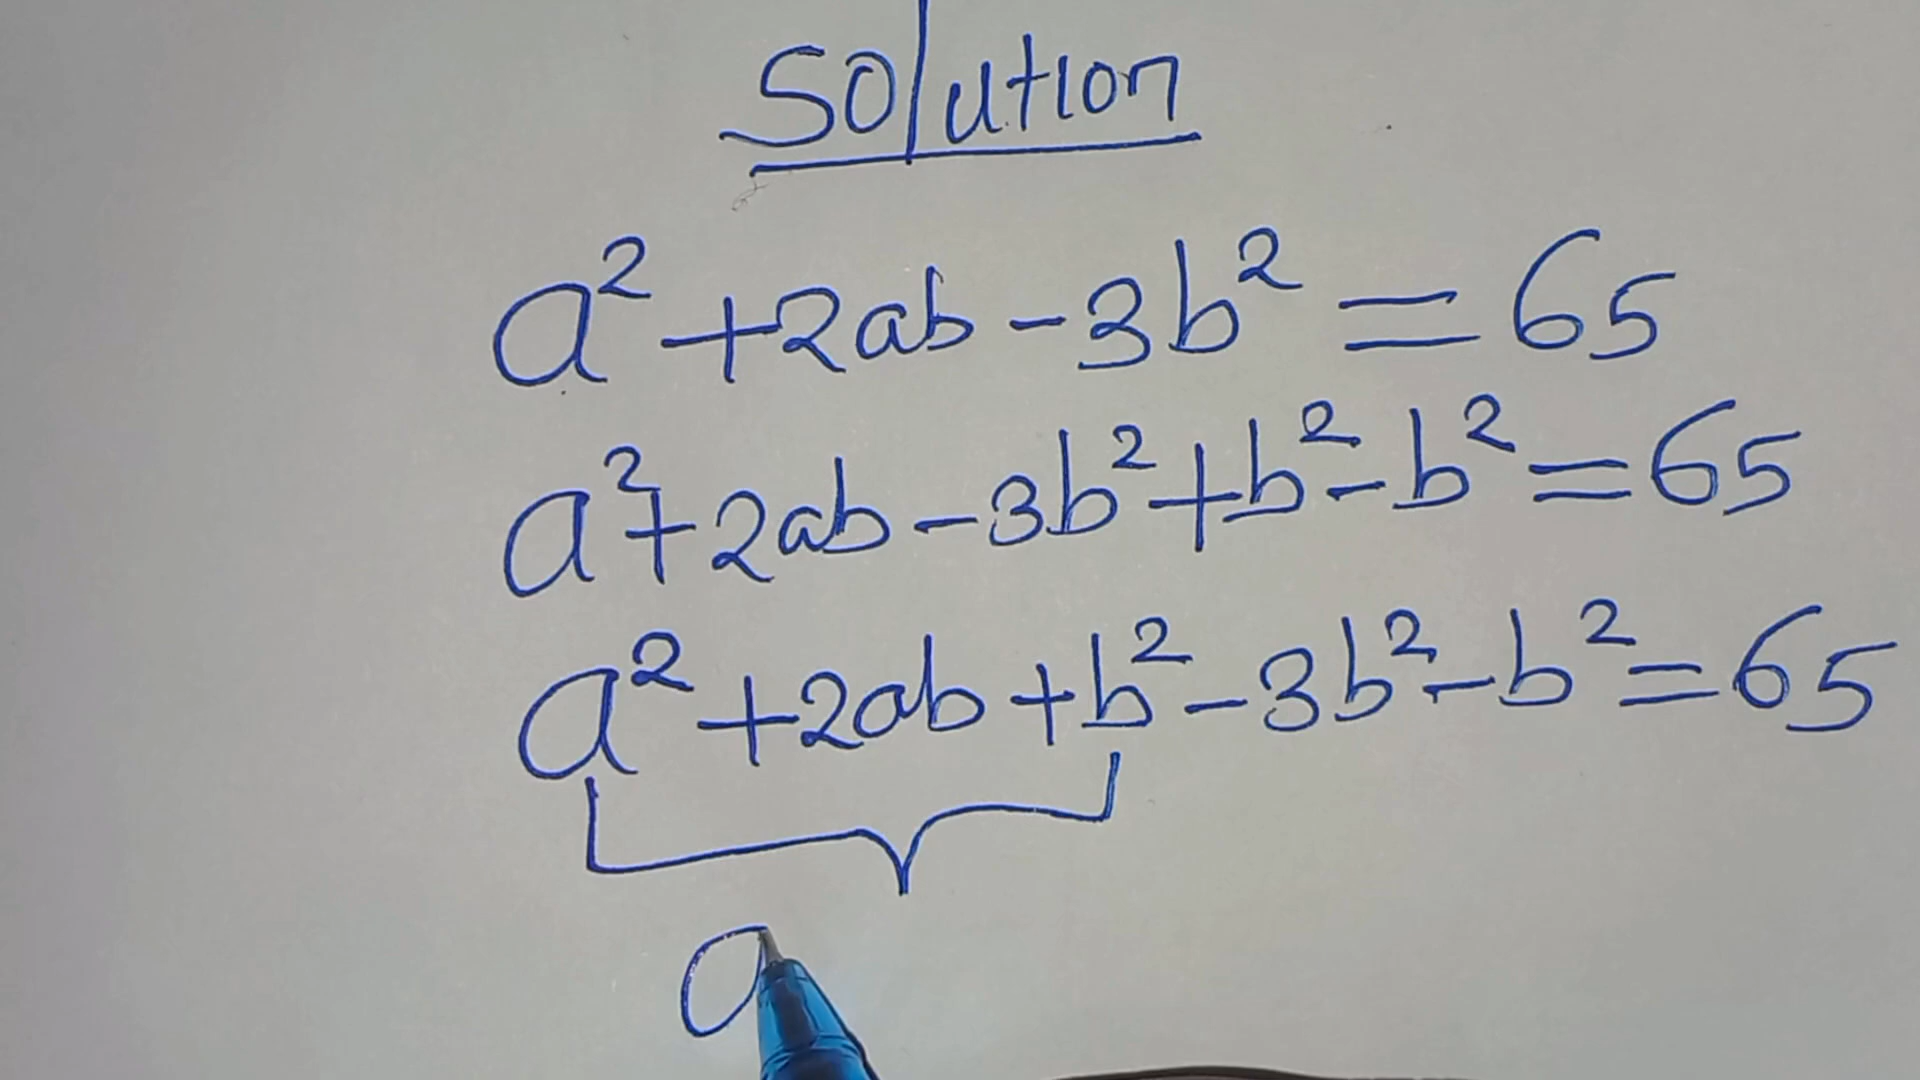 Solution
a² + 2ab - 3b² = 65
a² + 2ab - 3b² + b² - b² = 65
a² + 2ab + b² - 3b² - b² = 65
a